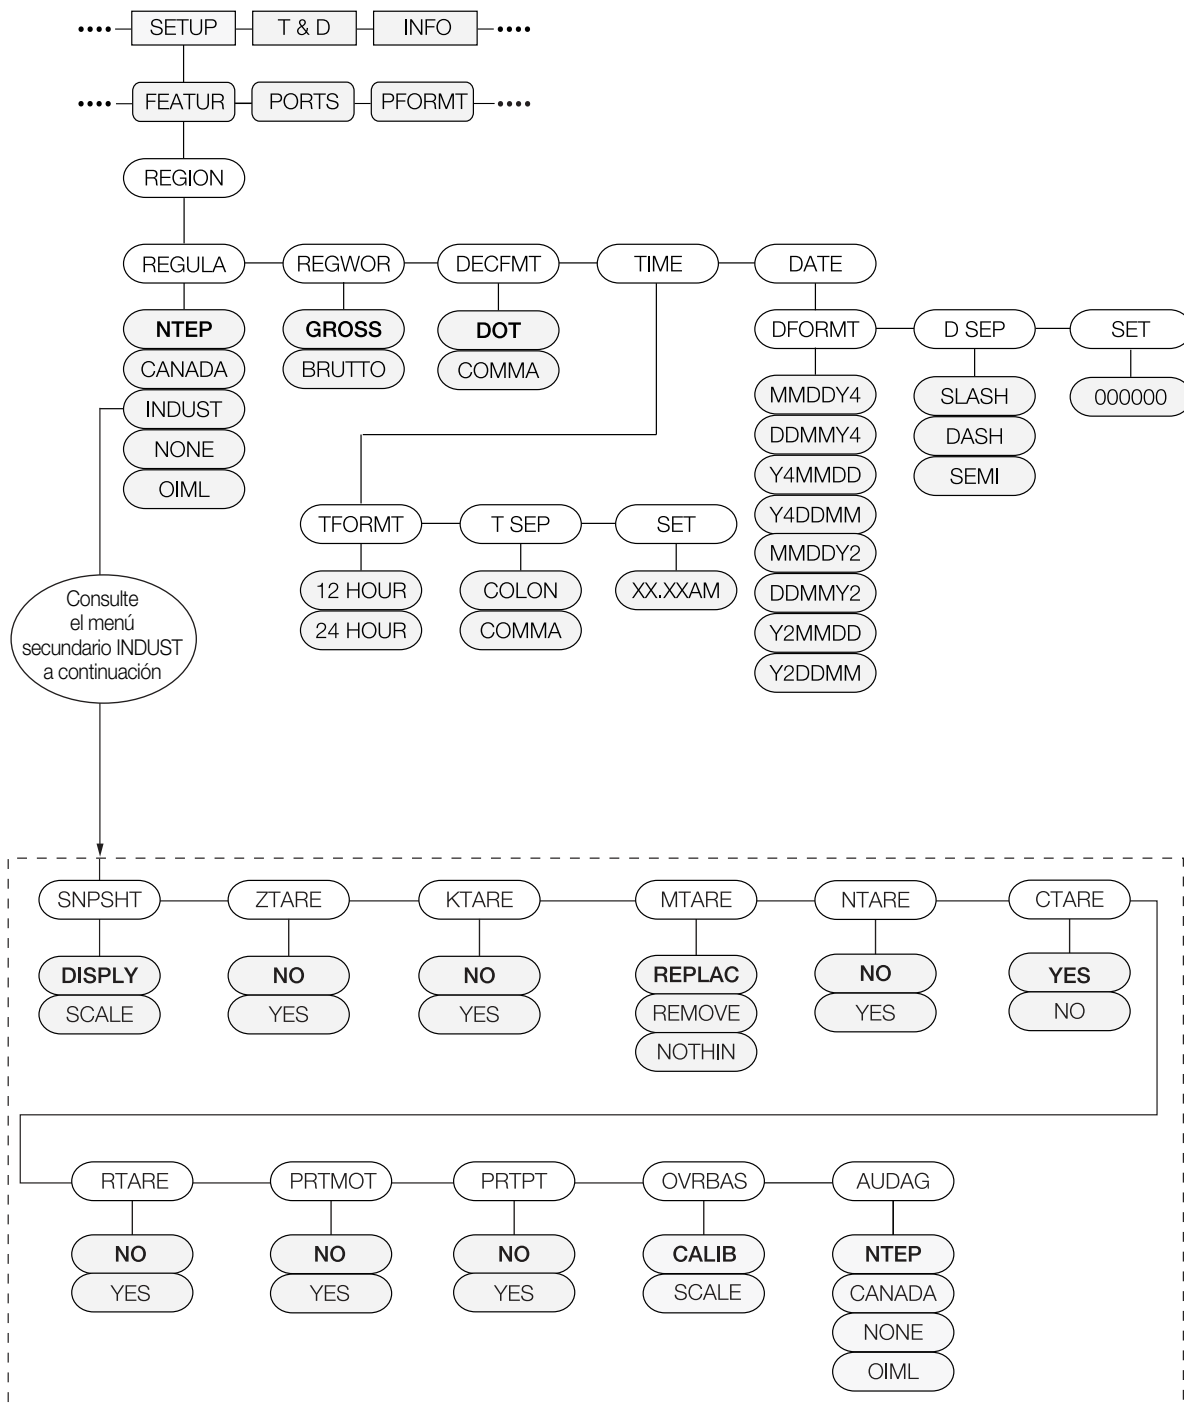 SETUP T & D INFO
FEATUR PORTS PFORMT
REGION
REGULA REGWOR DECFMT TIME DATE
NTEP GROSS DOT DFORMT D SEP SET
CANADA BRUTTO COMMA MMDDY4 SLASH 000000
INDUST DDMMY4 DASH
NONE Y4MMDD SEMI
OIML Y4DDMM
TFORMT T SEP SET MMDDY2
12 HOUR COLON XX.XXAM DDMMY2
24 HOUR COMMA Y2MMDD
Y2DDMM
Consulte
el menú
secundario INDUST
a continuación
SNPSHT ZTARE KTARE MTARE NTARE CTARE
DISPLY NO NO REPLAC NO YES
SCALE YES YES REMOVE YES NO
NOTHIN
RTARE PRTMOT PRTPT OVRBAS AUDAG
NO NO NO CALIB NTEP
YES YES YES SCALE CANADA
NONE
OIML